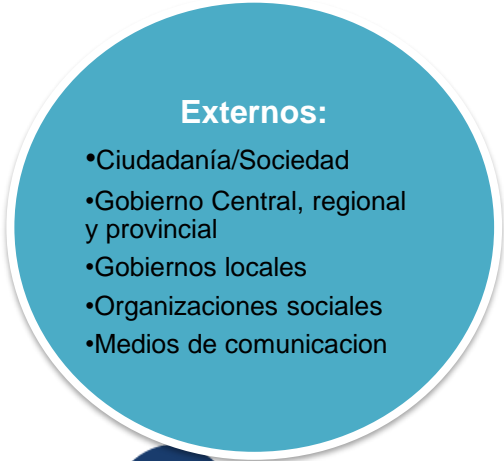 Externos:
•Ciudadanía/Sociedad
•Gobierno Central, regional
y provincial
•Gobiernos locales
•Organizaciones sociales
•Medios de comunicacion